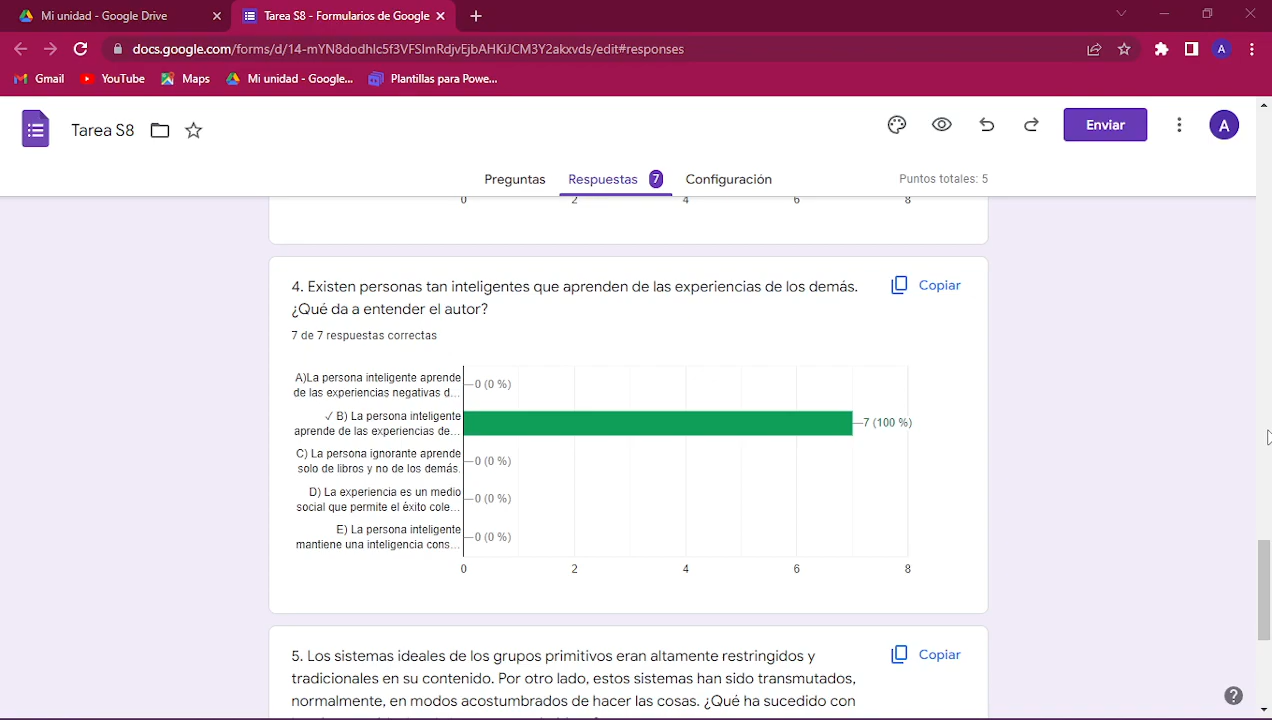 Mi unidad - Google Drive
Tarea S8 - Formularios de Google
docs.google.com/forms/d/14-mYN8dodhlc5f3VFSlmRdjvEjbAHKiJCM3Y2akxvds/edit#responses
A
Gmail
YouTube
Maps
Mi unidad - Google...
Plantillas para Powe...
Tarea S8
Enviar
A
Preguntas
Respuestas
7
Configuración
Puntos totales: 5
0 2 4 6 8
4. Existen personas tan inteligentes que aprenden de las experiencias de los demás.
¿Qué da a entender el autor?
Copiar
7 de 7 respuestas correctas
A)La persona inteligente aprende
de las experiencias negativas d...
0 (0 %)
✓ B) La persona inteligente
aprende de las experiencias de...
7 (100 %)
C) La persona ignorante aprende
solo de libros y no de los demás.
0 (0 %)
D) La experiencia es un medio
social que permite el éxito cole...
0 (0 %)
E) La persona inteligente
mantiene una inteligencia cons...
0 (0 %)
0 2 4 6 8
5. Los sistemas ideales de los grupos primitivos eran altamente restringidos y
tradicionales en su contenido. Por otro lado, estos sistemas han sido transmutados,
normalmente, en modos acostumbrados de hacer las cosas. ¿Qué ha sucedido con
Copiar